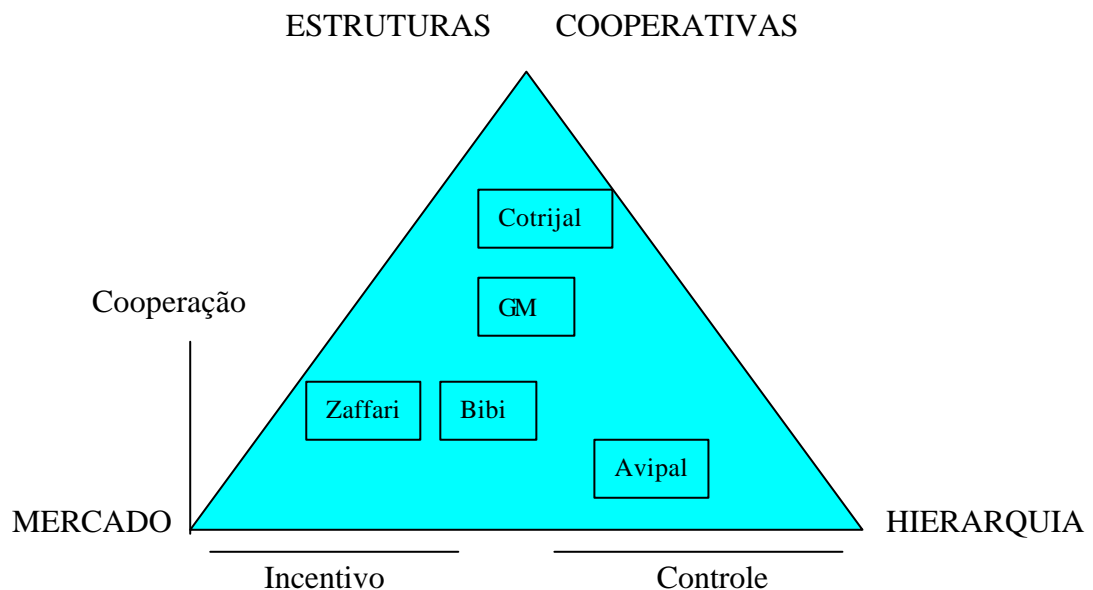 ESTRUTURAS COOPERATIVAS
Cotrijal
GM
Cooperação
Zaffari Bibi
Avipal
MERCADO HIERARQUIA
Incentivo Controle